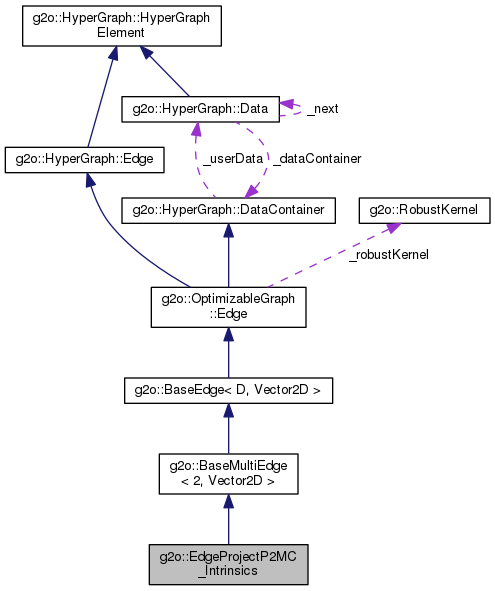 g2o::HyperGraph::HyperGraph
Element
g2o::HyperGraph::Data
_next
g2o::HyperGraph::Edge
_userData
_dataContainer
g2o::HyperGraph::DataContainer
g2o::RobustKernel
_robustKernel
g2o::OptimizableGraph
::Edge
g2o::BaseEdge< D, Vector2D >
g2o::BaseMultiEdge
< 2, Vector2D >
g2o::EdgeProjectP2MC
_Intrinsics